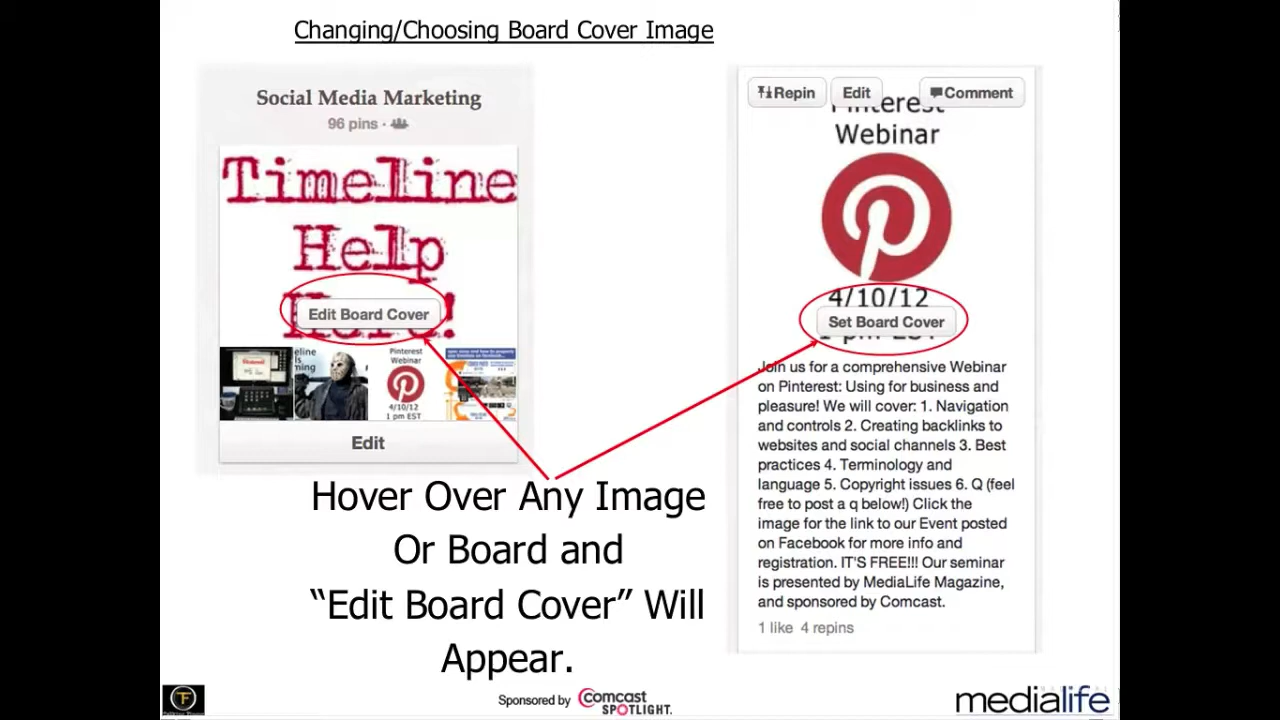 Changing/Choosing Board Cover Image
Social Media Marketing
96 pins ·
Timeline
Help
Edit Board Cover
Pinterest
Webinar
4/10/12
1 pm EST
Edit
Hover Over Any Image
Or Board and
“Edit Board Cover” Will
Appear.
Repin Edit Comment
Pinterest
Webinar
4/10/12
Set Board Cover
1 pm EST
Join us for a comprehensive Webinar
on Pinterest: Using for business and
pleasure! We will cover: 1. Navigation
and controls 2. Creating backlinks to
websites and social channels 3. Best
practices 4. Terminology and
language 5. Copyright issues 6. Q (feel
free to post a q below!) Click the
image for the link to our Event posted
on Facebook for more info and
registration. IT'S FREE!!! Our seminar
is presented by MediaLife Magazine,
and sponsored by Comcast.
1 like 4 repins
Sponsored by Comcast
SPOTLIGHT.
medialife